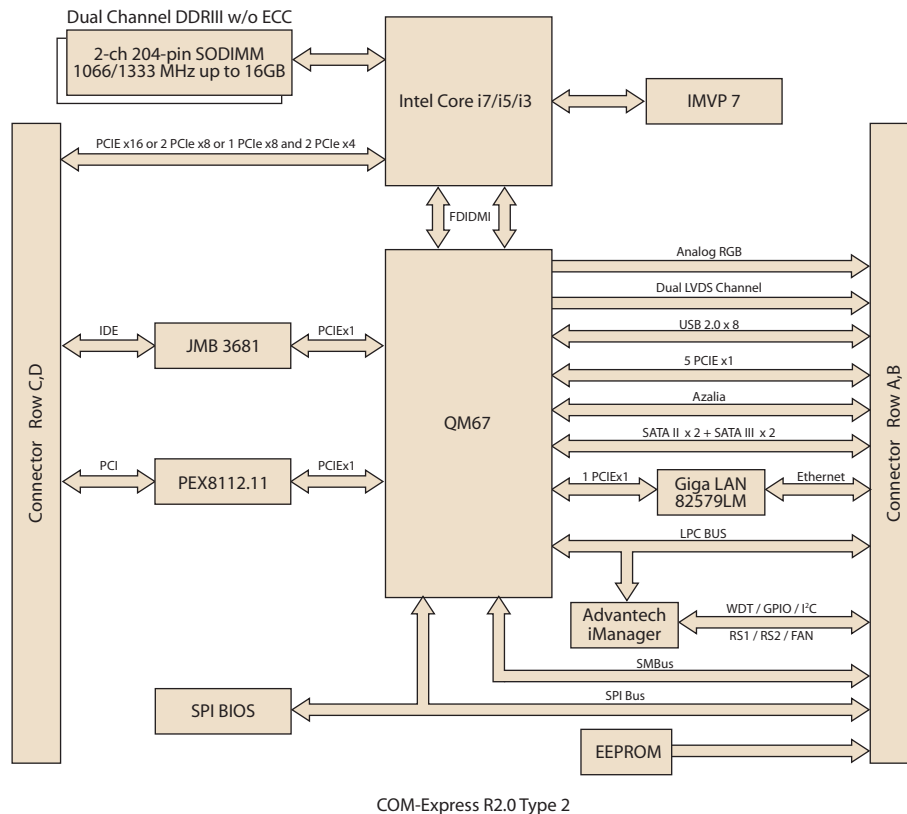 Dual Channel DDRIII w/o ECC
2-ch 204-pin SODIMM
1066/1333 MHz up to 16GB
Intel Core i7/i5/i3
IMVP 7
PCIE x16 or 2 PCIe x8 or 1 PCIe x8 and 2 PCIe x4
FDIDMI
Connector Row C,D
Connector Row A,B
QM67
Analog RGB
Dual LVDS Channel
USB 2.0 x 8
5 PCIE x1
Azalia
SATA II x 2 + SATA III x 2
IDE
JMB 3681
PCIEx1
PCI
PEX8112.11
PCIEx1
1 PCIEx1
Giga LAN
82579LM
Ethernet
LPC BUS
Advantech
iManager
WDT / GPIO / I²C
RS1 / RS2 / FAN
SMBus
SPI BIOS
SPI Bus
EEPROM
COM-Express R2.0 Type 2